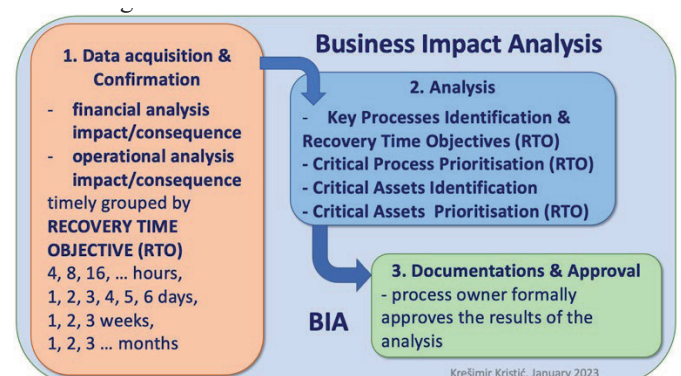 Business Impact Analysis
1. Data acquisition &
Confirmation
- financial analysis
impact/consequence
- operational analysis
impact/consequence
timely grouped by
RECOVERY TIME
OBJECTIVE (RTO)
4, 8, 16, ... hours,
1, 2, 3, 4, 5, 6 days,
1, 2, 3 weeks,
1, 2, 3 ... months
2. Analysis
- Key Processes Identification &
Recovery Time Objectives (RTO)
- Critical Process Prioritisation (RTO)
- Critical Assets Identification
- Critical Assets Prioritisation (RTO)
3. Documentations & Approval
- process owner formally
approves the results of the
analysis
BIA
Krešimir Kristić, January 2023